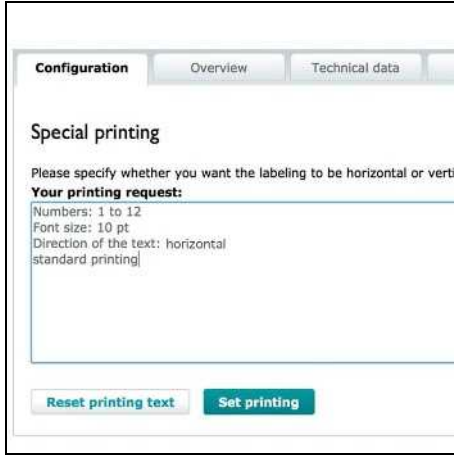 Configuration
Overview
Technical data
Special printing
Please specify whether you want the labeling to be horizontal or
Your printing request:
Numbers: 1 to 12
Font size: 10 pt
Direction of the text: horizontal
standard printing
Reset printing text
Set printing